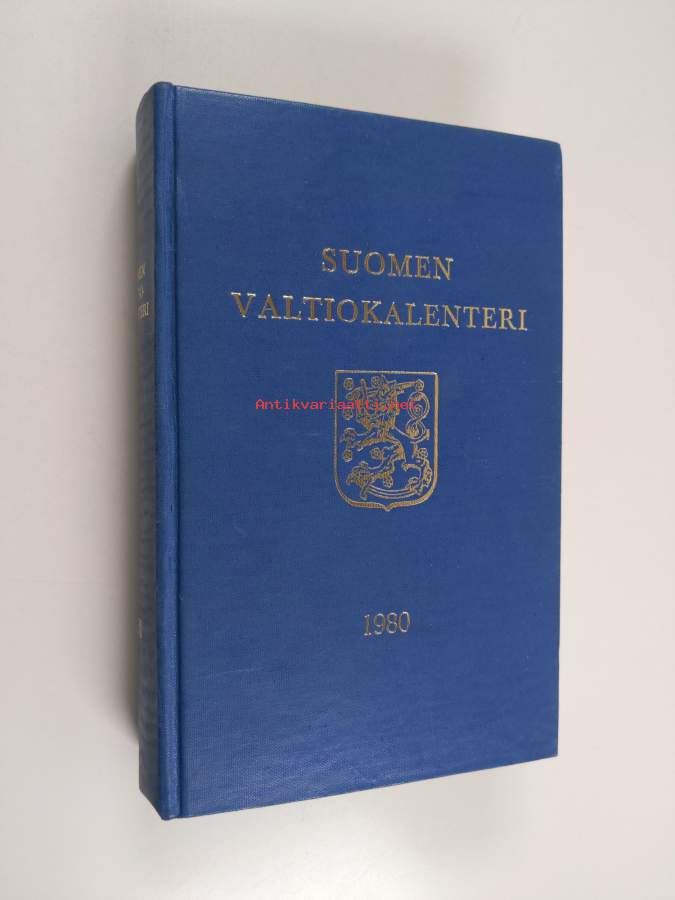 SUOMEN
VALTIOKALENTERI
Antikvariaatti.net
1980